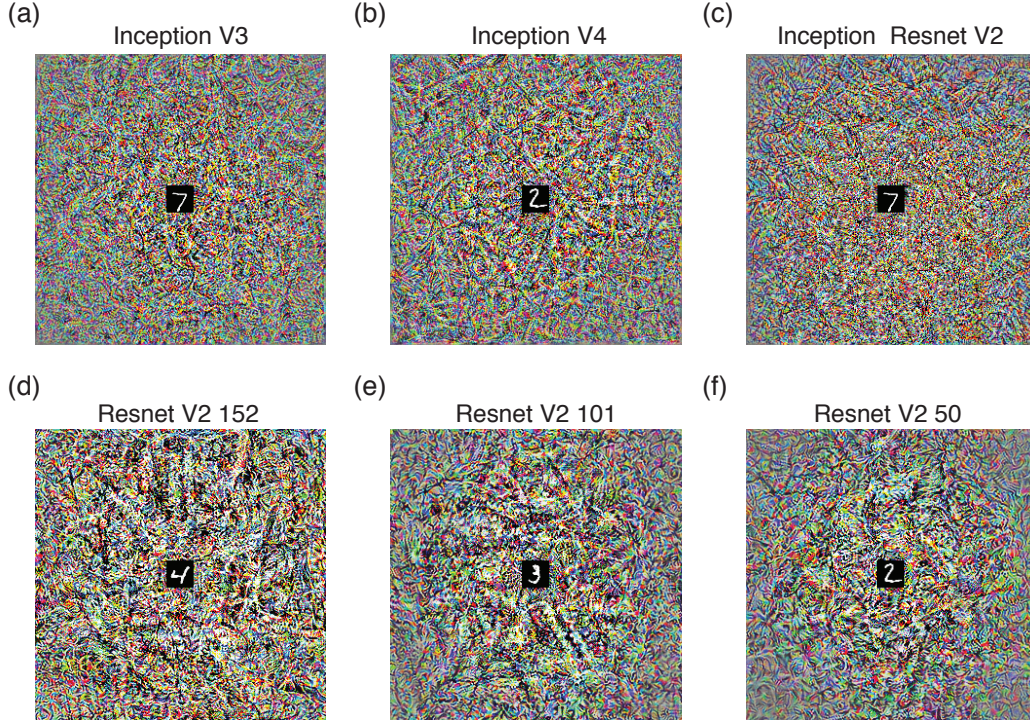 (a)
Inception V3
7
(b)
Inception V4
2
(c)
Inception Resnet V2
7
(d)
Resnet V2 152
4
(e)
Resnet V2 101
3
(f)
Resnet V2 50
2